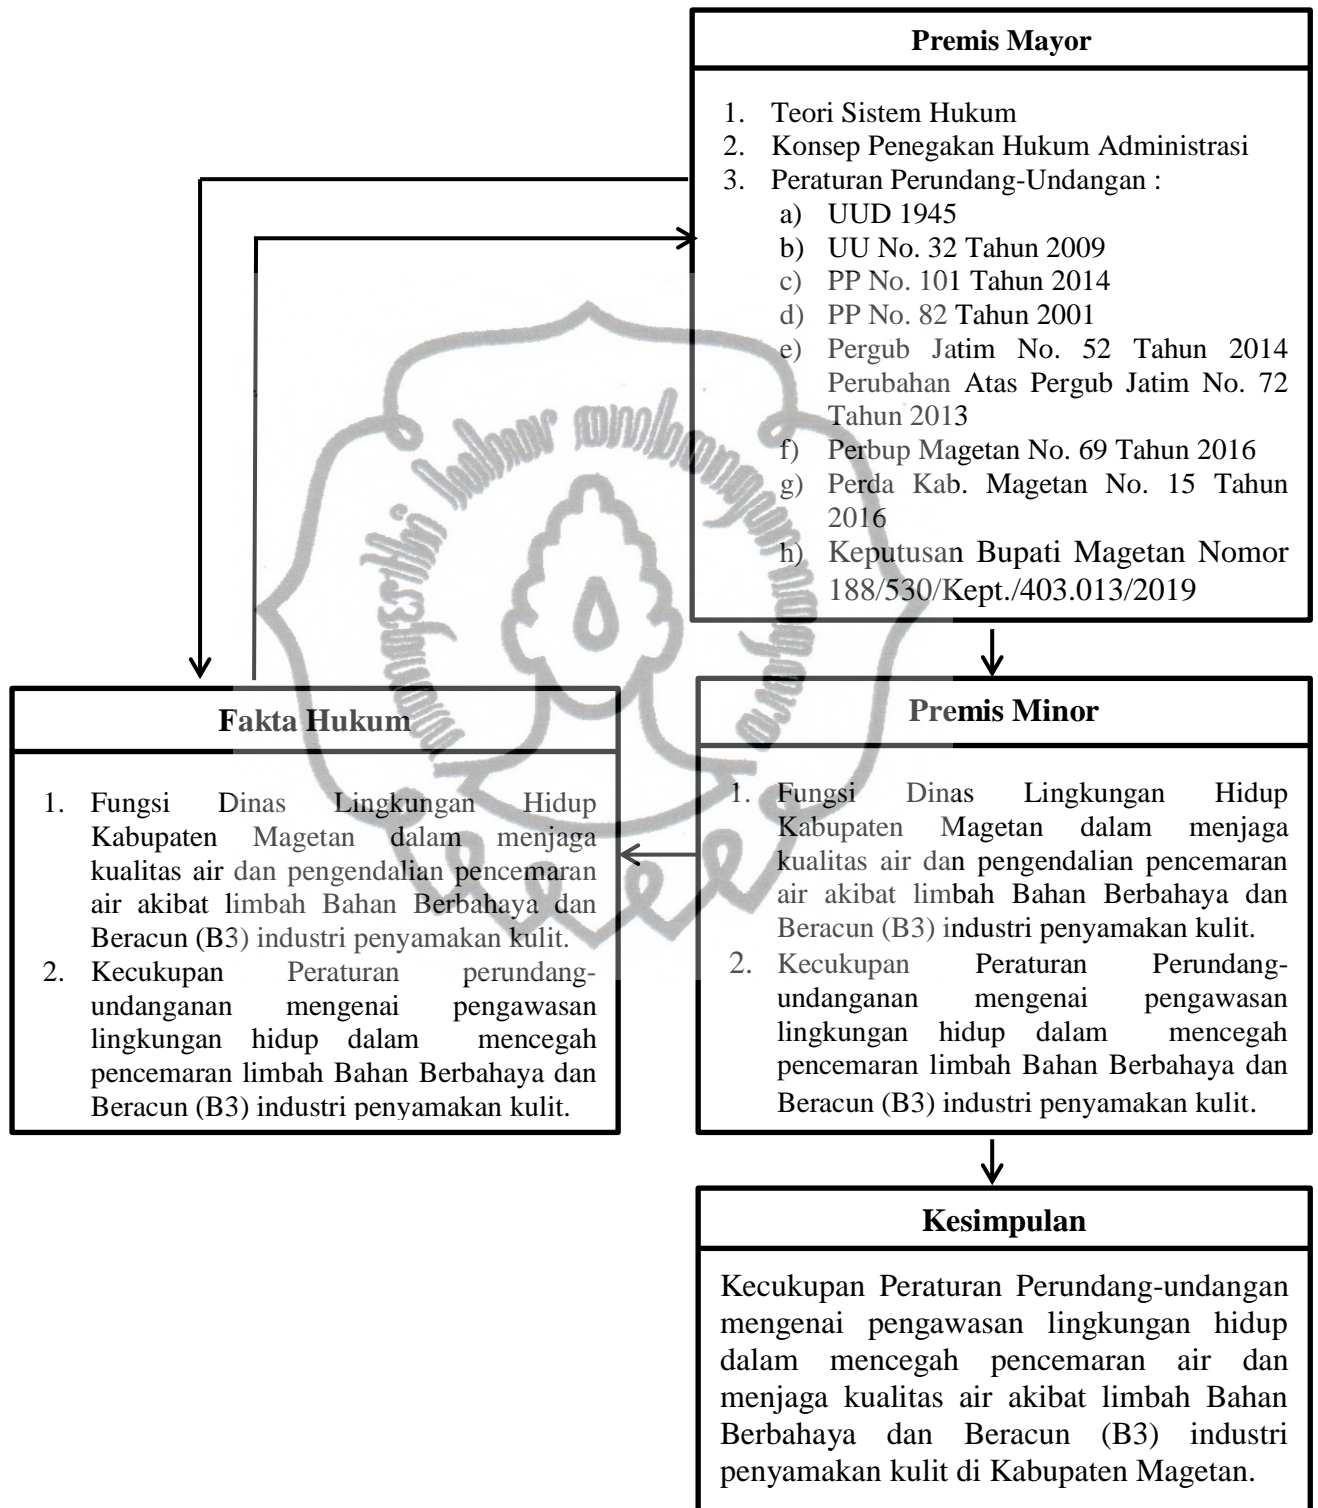 Premis Mayor
1. Teori Sistem Hukum
2. Konsep Penegakan Hukum Administrasi
3. Peraturan Perundang-Undangan :
a) UUD 1945
b) UU No. 32 Tahun 2009
c) PP No. 101 Tahun 2014
d) PP No. 82 Tahun 2001
e) Pergub Jatim No. 52 Tahun 2014
Perubahan Atas Pergub Jatim No. 72
Tahun 2013
f) Perbup Magetan No. 69 Tahun 2016
g) Perda Kab. Magetan No. 15 Tahun
2016
h) Keputusan Bupati Magetan Nomor
188/530/Kept./403.013/2019
Fakta Hukum
1. Fungsi Dinas Lingkungan Hidup
Kabupaten Magetan dalam menjaga
kualitas air dan pengendalian pencemaran
air akibat limbah Bahan Berbahaya dan
Beracun (B3) industri penyamakan kulit.
2. Kecukupan Peraturan perundang-
undanganan mengenai pengawasan
lingkungan hidup dalam mencegah
pencemaran limbah Bahan Berbahaya dan
Beracun (B3) industri penyamakan kulit.
Premis Minor
1. Fungsi Dinas Lingkungan Hidup
Kabupaten Magetan dalam menjaga
kualitas air dan pengendalian pencemaran
air akibat limbah Bahan Berbahaya dan
Beracun (B3) industri penyamakan kulit.
2. Kecukupan Peraturan Perundang-
undanganan mengenai pengawasan
lingkungan hidup dalam mencegah
pencemaran limbah Bahan Berbahaya dan
Beracun (B3) industri penyamakan kulit.
Kesimpulan
Kecukupan Peraturan Perundang-undangan
mengenai pengawasan lingkungan hidup
dalam mencegah pencemaran air dan
menjaga kualitas air akibat limbah Bahan
Berbahaya dan Beracun (B3) industri
penyamakan kulit di Kabupaten Magetan.